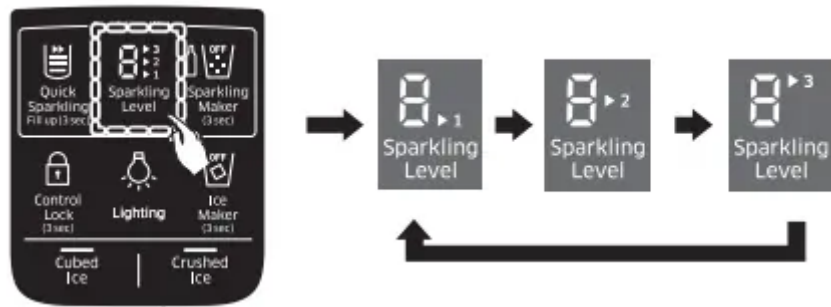 8 ▶ 3
▶ 2
▶ 1
OFF
Quick
Sparkling
Fill up(3 sec)
Sparkling
Level
Sparkling
Maker
(3 sec)
OFF
Control
Lock
(3 sec)
Lighting
Ice
Maker
(3 sec)
Cubed
Ice
Crushed
Ice
8 ▶ 1
Sparkling
Level
8 ▶ 2
Sparkling
Level
8 ▶ 3
Sparkling
Level